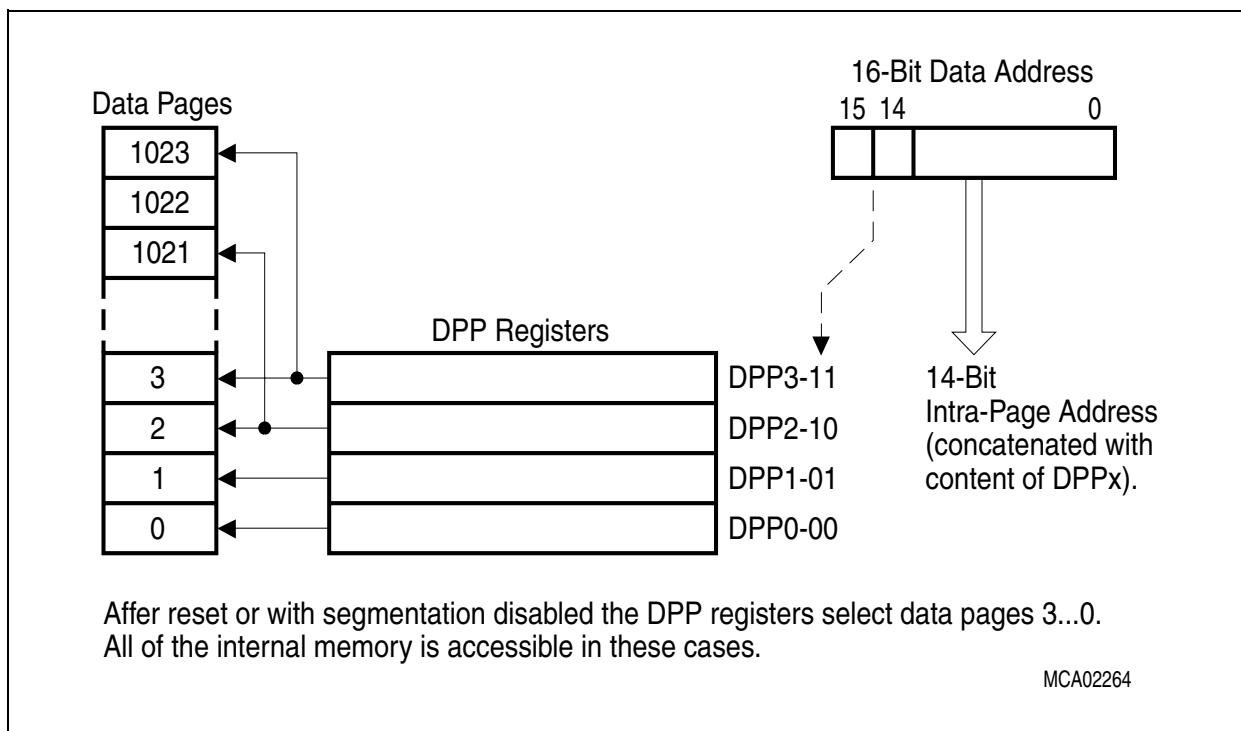 16-Bit Data Address
15 14 0
Data Pages
1023
1022
1021
DPP Registers
3
2
1
0
DPP3-11
DPP2-10
DPP1-01
DPP0-00
14-Bit
Intra-Page Address
(concatenated with
content of DPPx).
Affer reset or with segmentation disabled the DPP registers select data pages 3...0.
All of the internal memory is accessible in these cases.
MCA02264